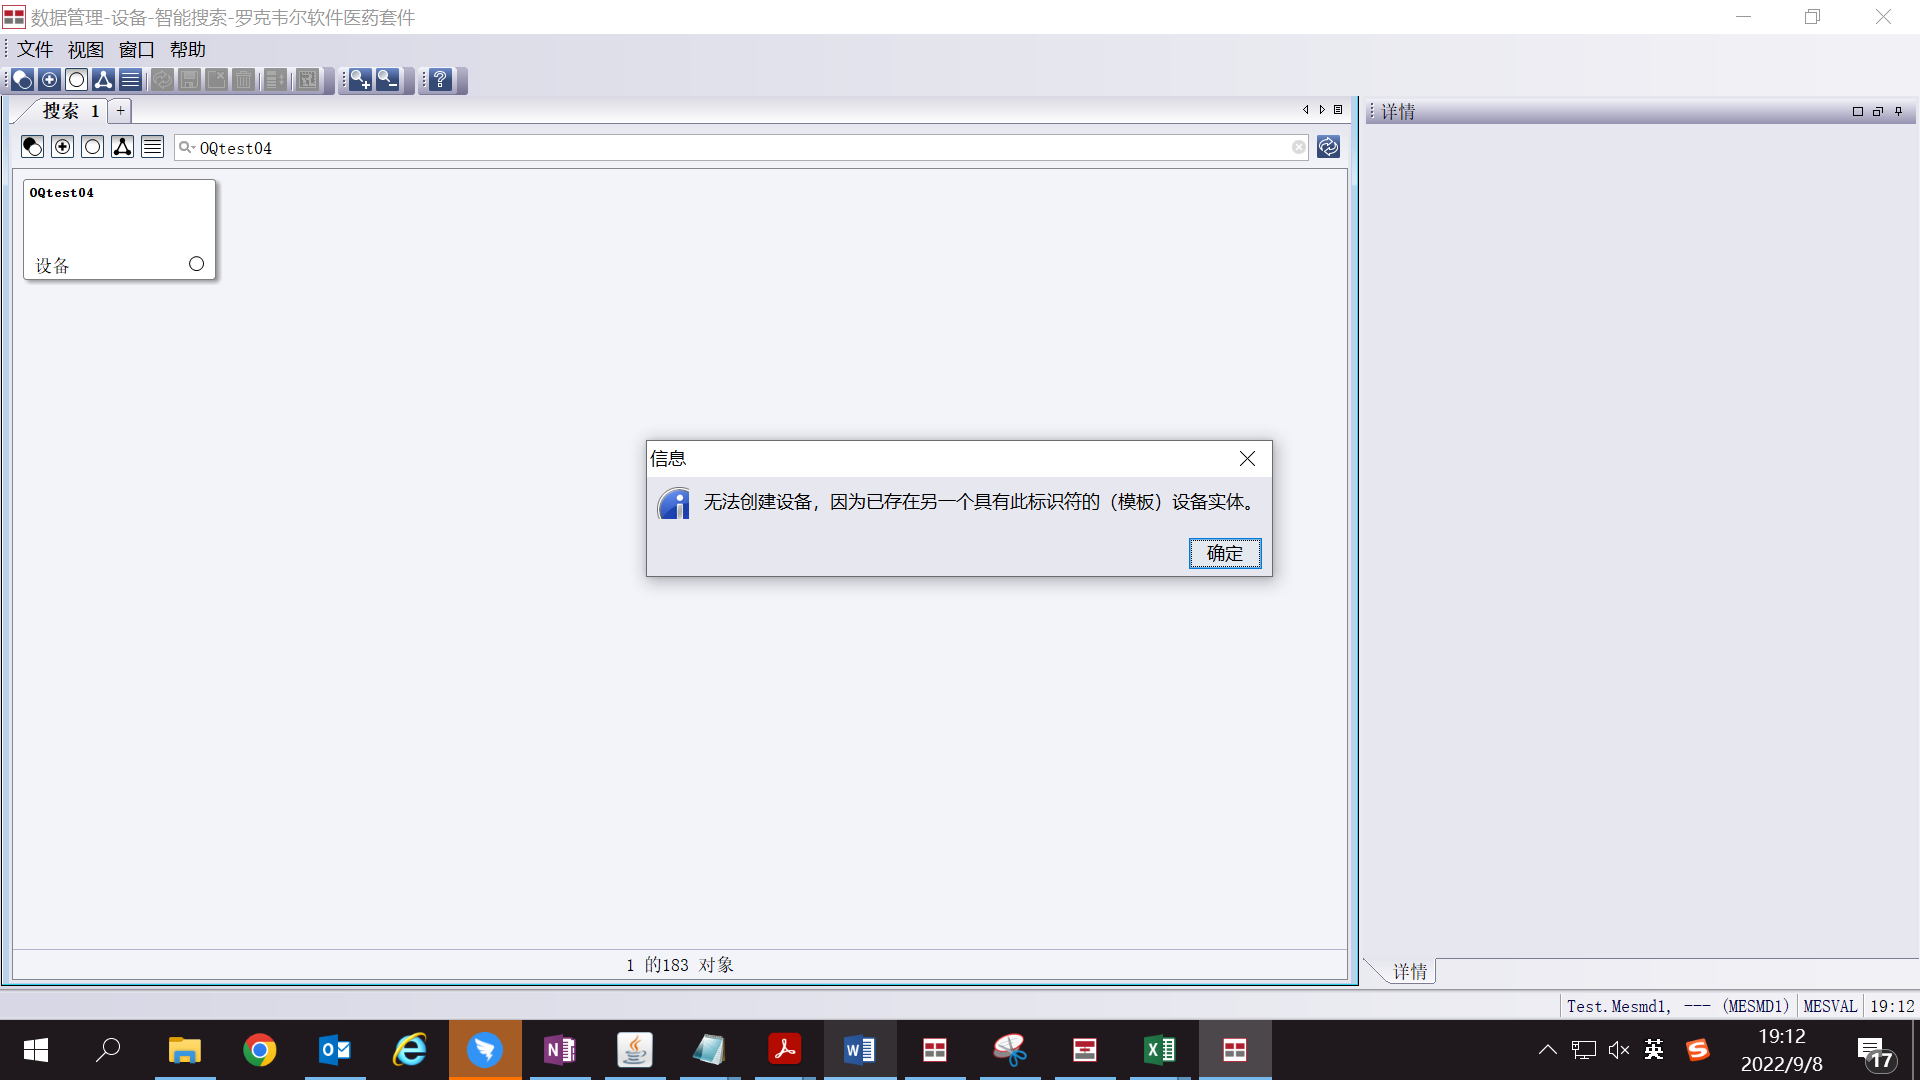 数据管理-设备-智能搜索-罗克韦尔软件医药套件
文件 视图 窗口 帮助
搜索 1
+
详情
OQtest04
OQtest04
设备
信息
无法创建设备，因为已存在另一个具有此标识符的（模板）设备实体。
确定
1 的183 对象
详情
Test.Mesmd1, --- (MESMD1) MESVAL 19:12
英
19:12
2022/9/8
17